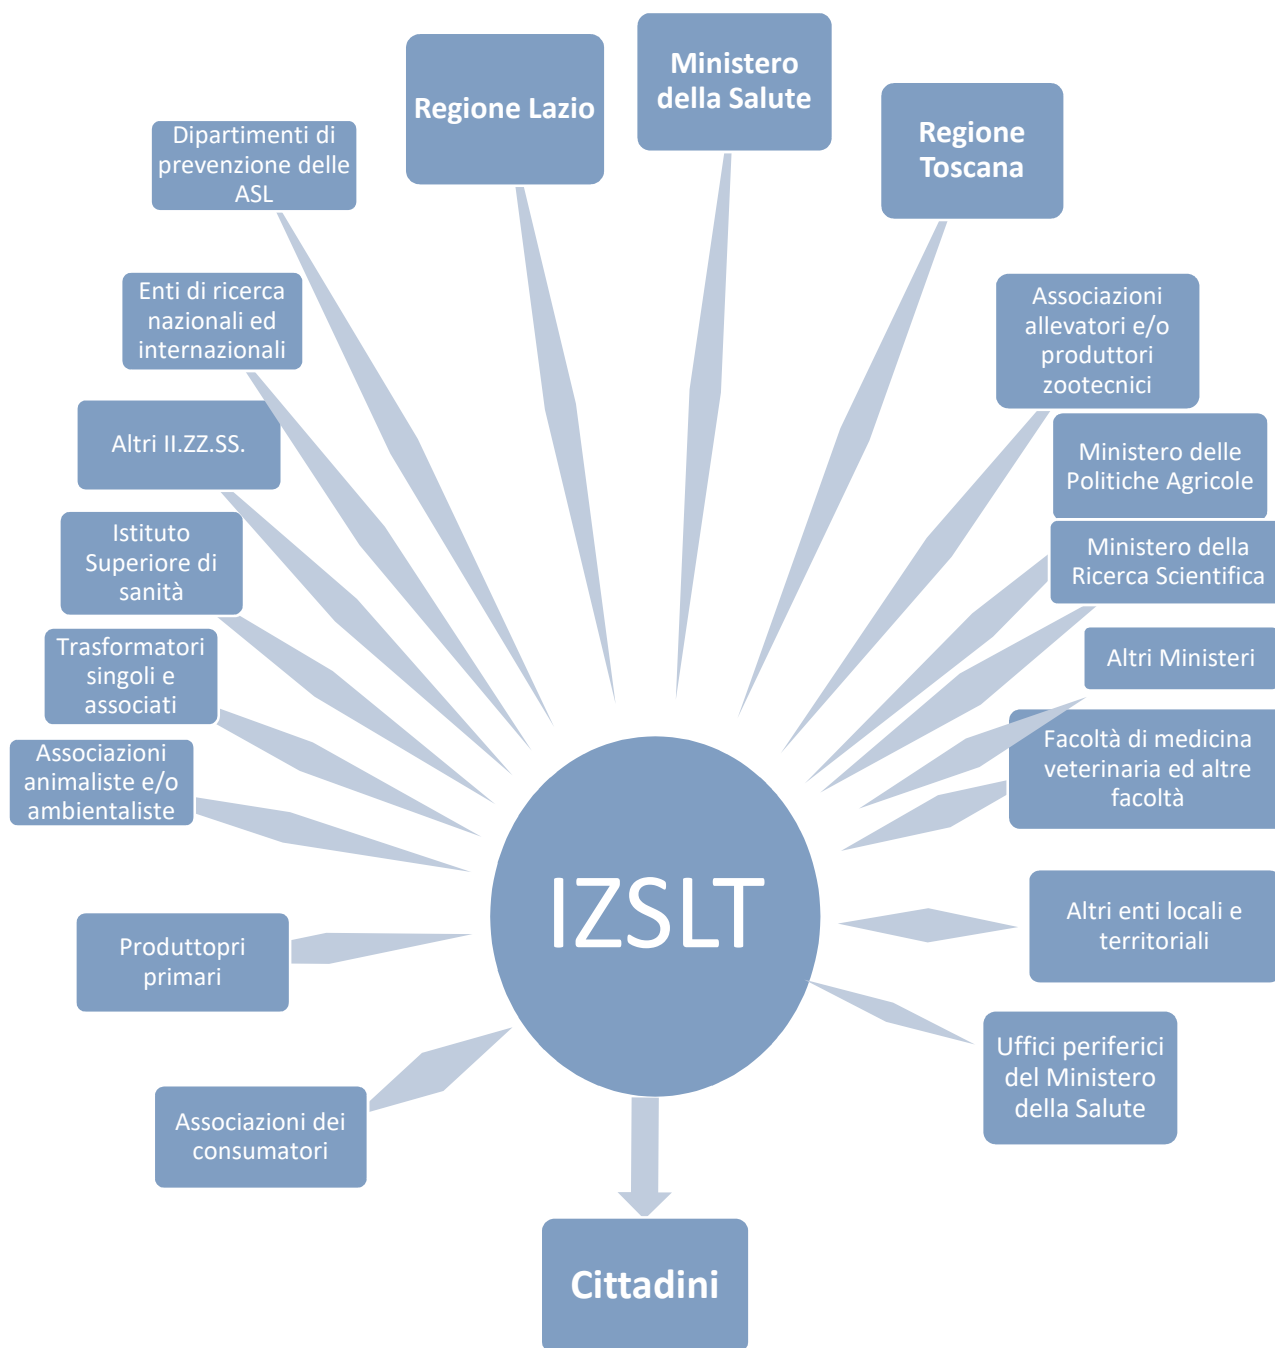 Ministero
della Salute
Regione Lazio
Regione
Toscana
Dipartimenti di
prevenzione delle
ASL
Enti di ricerca
nazionali ed
internazionali
Associazioni
allevatori e/o
produttori
zootecnici
Altri II.ZZ.SS.
Ministero delle
Politiche Agricole
Istituto
Superiore di
sanità
Ministero della
Ricerca Scientifica
Trasformatori
singoli e
associati
Altri Ministeri
Associazioni
animaliste e/o
ambientaliste
Facoltà di medicina
veterinaria ed altre
facoltà
IZSLT
Produttopri
primari
Altri enti locali e
territoriali
Uffici periferici
del Ministero
della Salute
Associazioni dei
consumatori
Cittadini